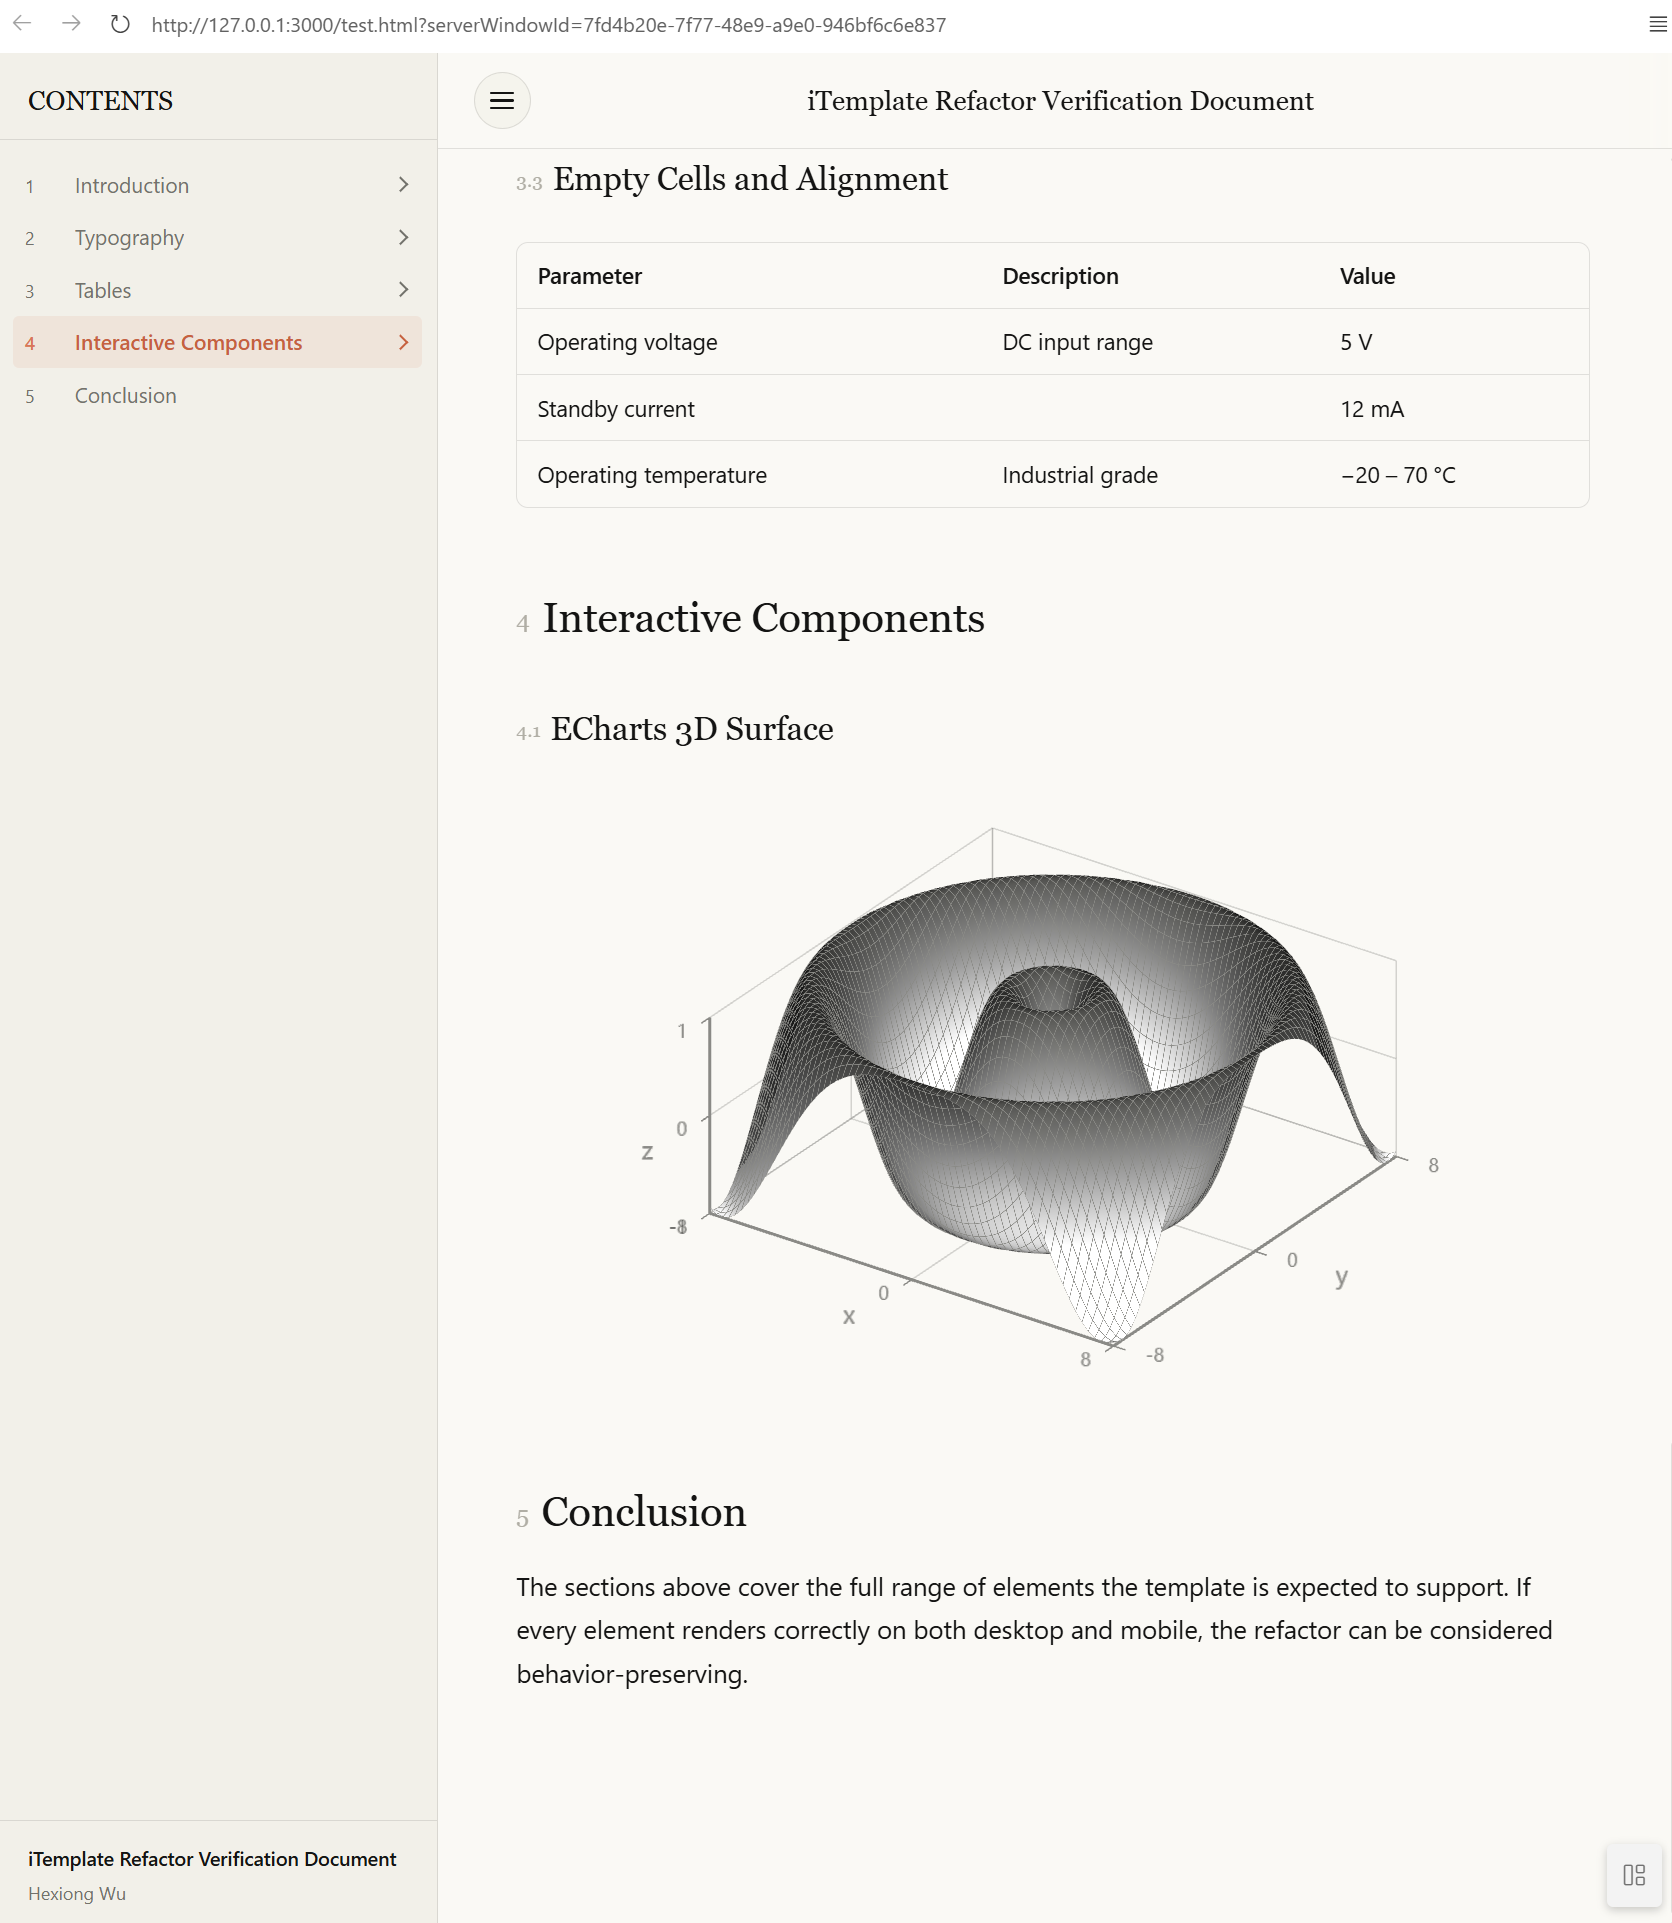 http://127.0.0.1:3000/test.html?serverWindowId=7fd4b20e-7f77-48e9-a9e0-946bf6c6e837
CONTENTS
1 Introduction
2 Typography
3 Tables
4 Interactive Components
5 Conclusion
iTemplate Refactor Verification Document
Hexiong Wu
iTemplate Refactor Verification Document
3.3 Empty Cells and Alignment
Parameter Description Value
Operating voltage DC input range 5 V
Standby current 12 mA
Operating temperature Industrial grade −20 – 70 °C
4 Interactive Components
4.1 ECharts 3D Surface
1
0
z
-1
-8
0
x
8
-8
0
y
8
5 Conclusion
The sections above cover the full range of elements the template is expected to support. If
every element renders correctly on both desktop and mobile, the refactor can be considered
behavior-preserving.